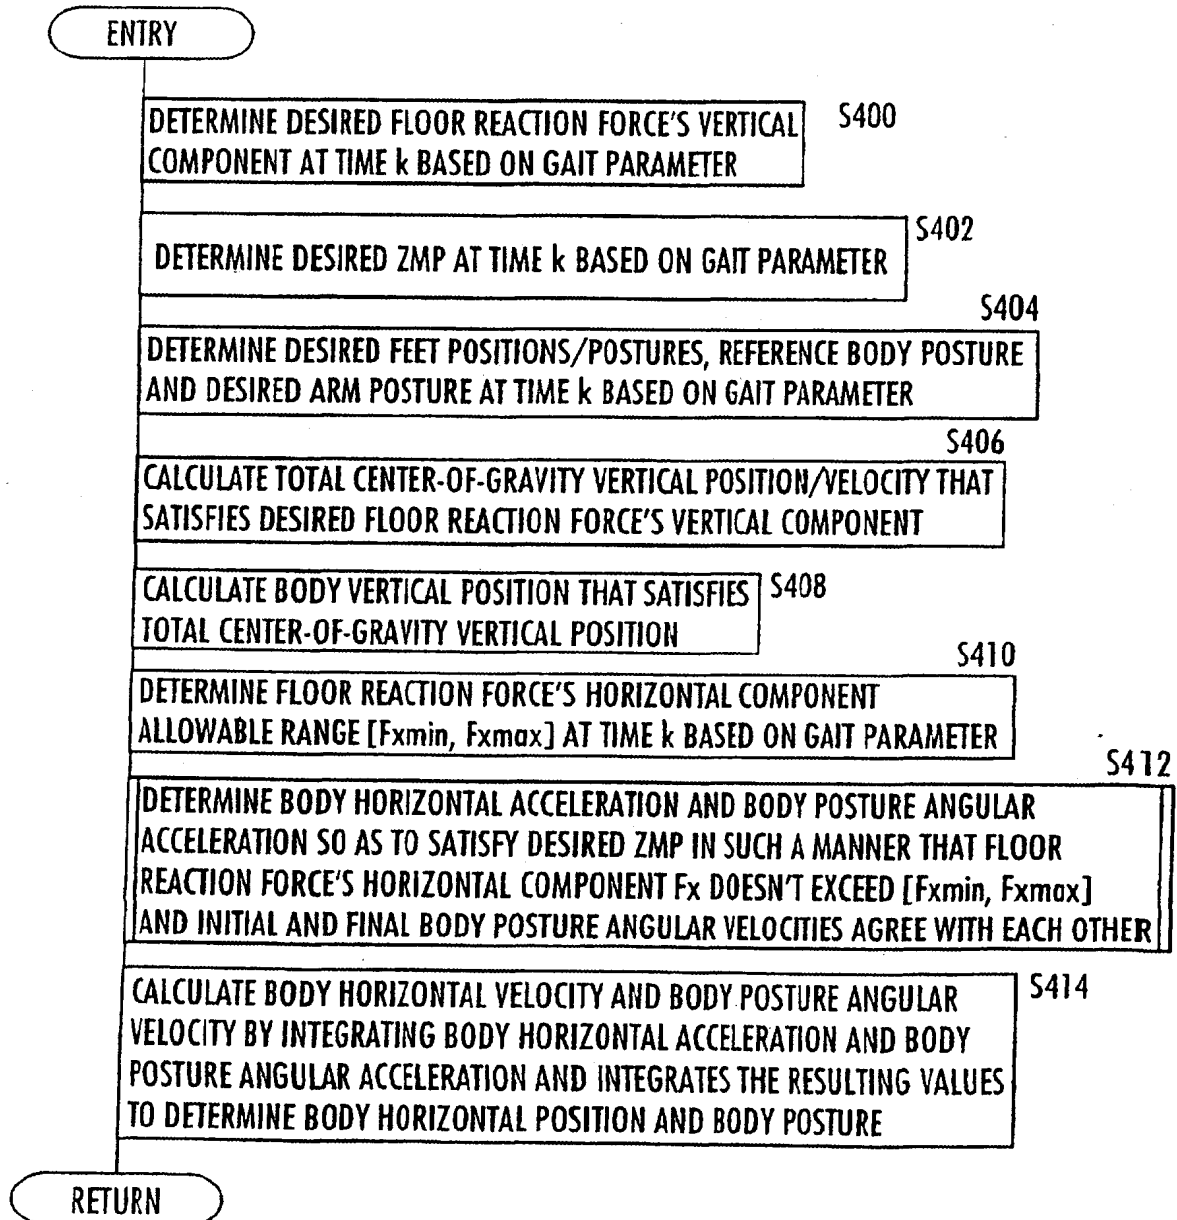 ENTRY
S400
DETERMINE DESIRED FLOOR REACTION FORCE'S VERTICAL
COMPONENT AT TIME k BASED ON GAIT PARAMETER
S402
DETERMINE DESIRED ZMP AT TIME k BASED ON GAIT PARAMETER
S404
DETERMINE DESIRED FEET POSITIONS/POSTURES, REFERENCE BODY POSTURE
AND DESIRED ARM POSTURE AT TIME k BASED ON GAIT PARAMETER
S406
CALCULATE TOTAL CENTER-OF-GRAVITY VERTICAL POSITION/VELOCITY THAT
SATISFIES DESIRED FLOOR REACTION FORCE'S VERTICAL COMPONENT
S408
CALCULATE BODY VERTICAL POSITION THAT SATISFIES
TOTAL CENTER-OF-GRAVITY VERTICAL POSITION
S410
DETERMINE FLOOR REACTION FORCE'S HORIZONTAL COMPONENT
ALLOWABLE RANGE [Fxmin, Fxmax] AT TIME k BASED ON GAIT PARAMETER
S412
DETERMINE BODY HORIZONTAL ACCELERATION AND BODY POSTURE ANGULAR
ACCELERATION SO AS TO SATISFY DESIRED ZMP IN SUCH A MANNER THAT FLOOR
REACTION FORCE'S HORIZONTAL COMPONENT Fx DOESN'T EXCEED [Fxmin, Fxmax]
AND INITIAL AND FINAL BODY POSTURE ANGULAR VELOCITIES AGREE WITH EACH OTHER
S414
CALCULATE BODY HORIZONTAL VELOCITY AND BODY POSTURE ANGULAR
VELOCITY BY INTEGRATING BODY HORIZONTAL ACCELERATION AND BODY
POSTURE ANGULAR ACCELERATION AND INTEGRATES THE RESULTING VALUES
TO DETERMINE BODY HORIZONTAL POSITION AND BODY POSTURE
RETURN